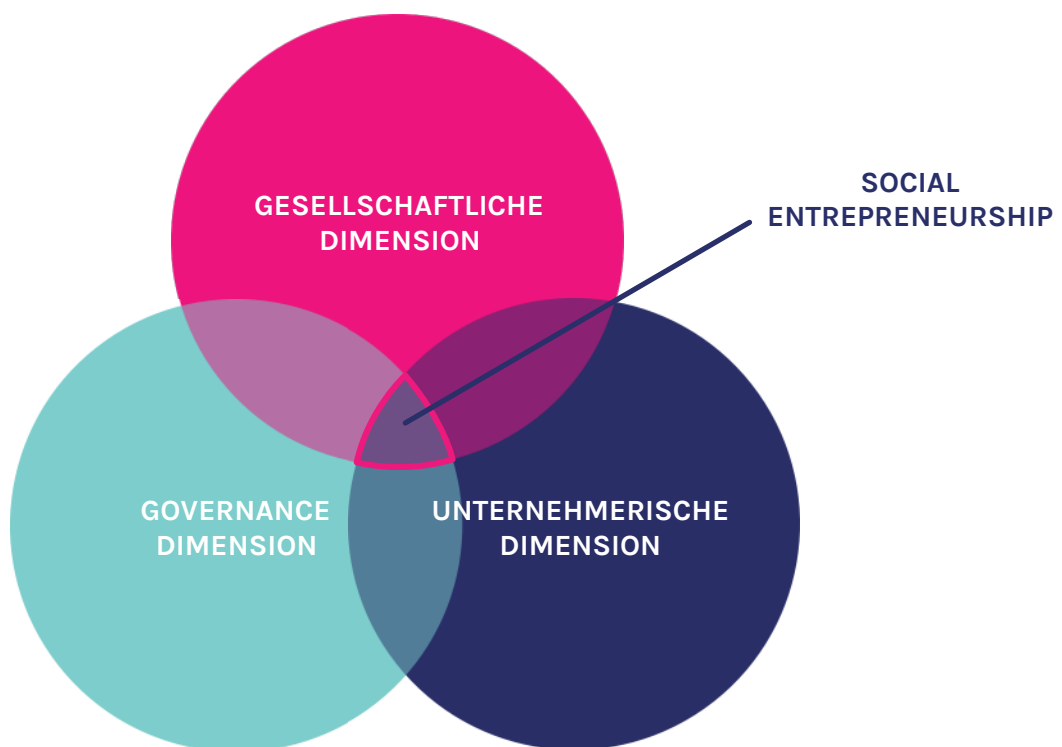 GESELLSCHAFTLICHE
DIMENSION
SOCIAL
ENTREPRENEURSHIP
GOVERNANCE
DIMENSION
UNTERNEHMERISCHE
DIMENSION